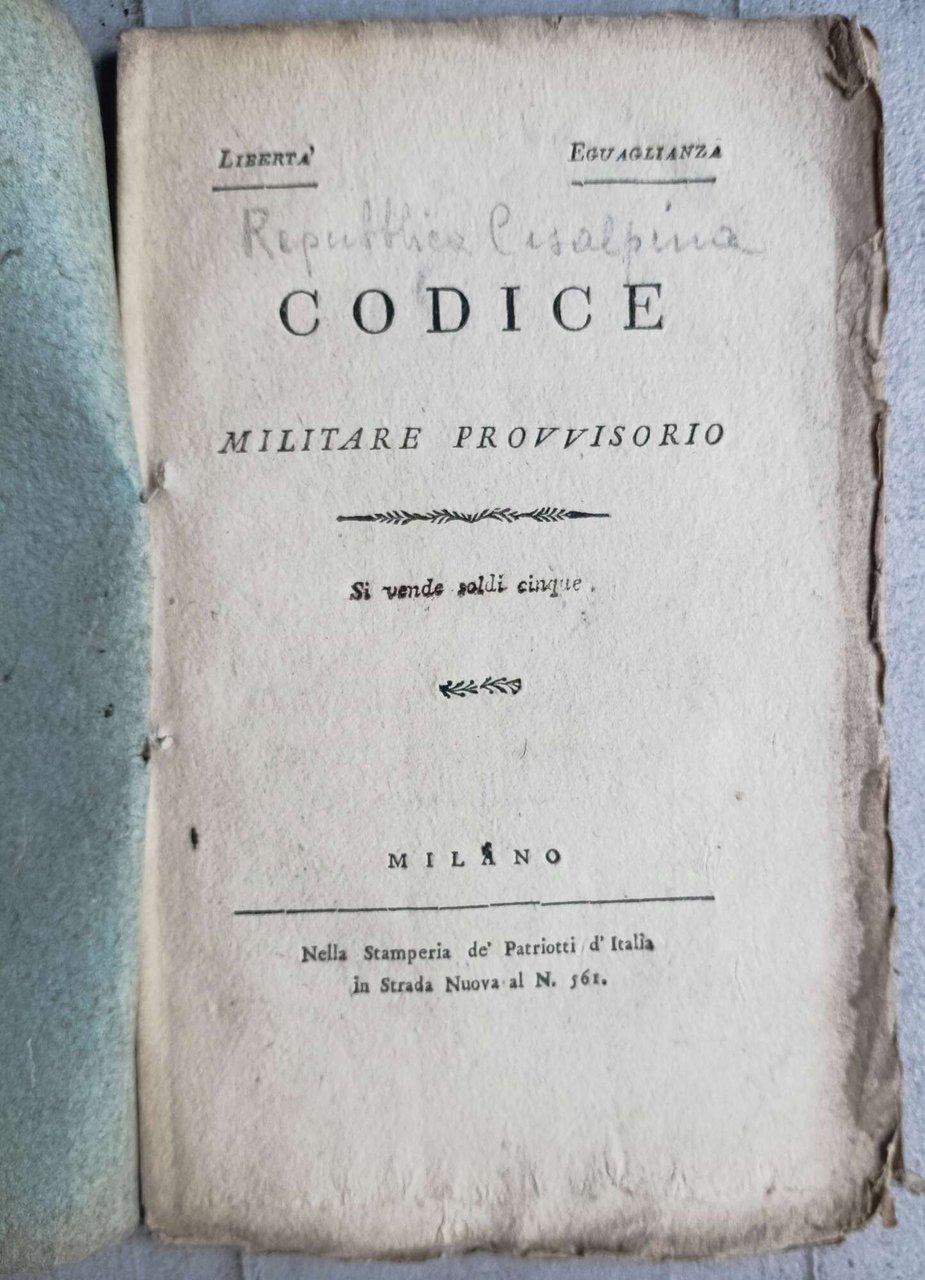 LIBERTA' EGUAGLIANZA
Repubblica Cisalpina
CODICE
MILITARE PROVVISORIO
Si vende soldi cinque.
MILANO
Nella Stamperia de' Patriotti d' Italia
in Strada Nuova al N. 561.